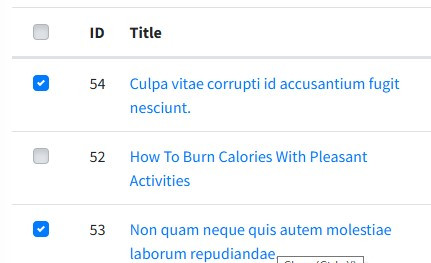 ID Title
54 Culpa vitae corrupti id accusantium fugit
nesciunt.
52 How To Burn Calories With Pleasant
Activities
53 Non quam neque quis autem molestiae
laborum repudiandae